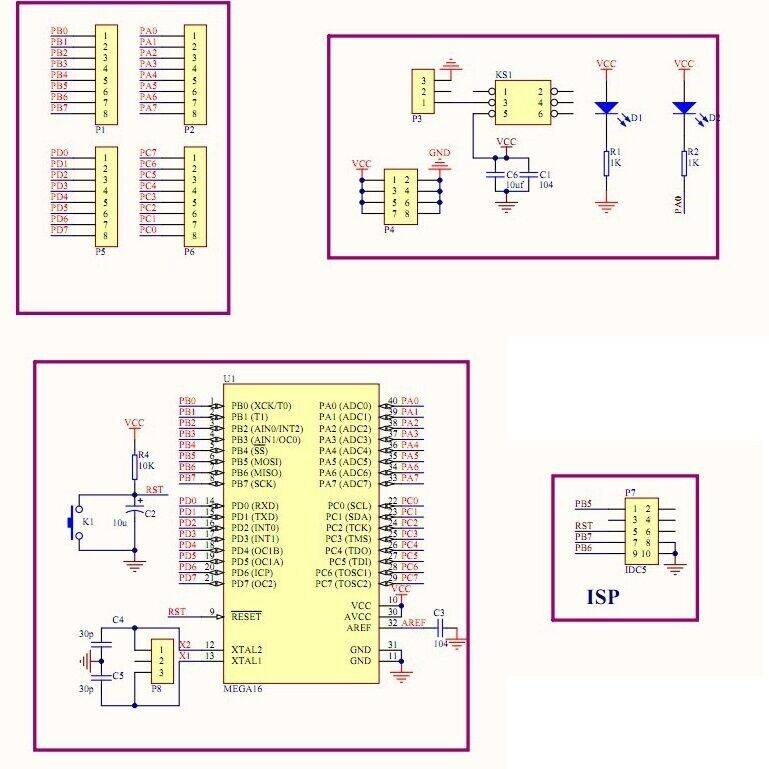 PB0 1 PA0 1
PB1 2 PA1 2
PB2 3 PA2 3
PB3 4 PA3 4
PB4 5 PA4 5
PB5 6 PA5 6
PB6 7 PA6 7
PB7 8 PA7 8
P1 P2
PD0 1 PC7 1
PD1 2 PC6 2
PD2 3 PC5 3
PD3 4 PC4 4
PD4 5 PC3 5
PD5 6 PC2 6
PD6 7 PC1 7
PD7 8 PC0 8
P5 P6
3
2
1
P3
KS1
1 2
3 4
5 6
VCC
C6
10uf
C1
104
VCC
GND
1 2
3 4
5 6
7 8
P4
VCC
D1
R1
1K
VCC
D2
R2
1K
PA0
U1
PB0 1 PB0 (XCK/T0) PA0 (ADC0) 40 PA0
PB1 2 PB1 (T1) PA1 (ADC1) 39 PA1
PB2 3 PB2 (AIN0/INT2) PA2 (ADC2) 38 PA2
PB3 4 PB3 (AIN1/OC0) PA3 (ADC3) 37 PA3
PB4 5 PB4 (SS) PA4 (ADC4) 36 PA4
PB5 6 PB5 (MOSI) PA5 (ADC5) 35 PA5
PB6 7 PB6 (MISO) PA6 (ADC6) 34 PA6
PB7 8 PB7 (SCK) PA7 (ADC7) 33 PA7
PD0 14 PD0 (RXD) PC0 (SCL) 22 PC0
PD1 15 PD1 (TXD) PC1 (SDA) 23 PC1
PD2 16 PD2 (INT0) PC2 (TCK) 24 PC2
PD3 17 PD3 (INT1) PC3 (TMS) 25 PC3
PD4 18 PD4 (OC1B) PC4 (TDO) 26 PC4
PD5 19 PD5 (OC1A) PC5 (TDI) 27 PC5
PD6 20 PD6 (ICP) PC6 (TOSC1) 28 PC6
PD7 21 PD7 (OC2) PC7 (TOSC2) 29 PC7
VCC
VCC 10
AVCC 30
RST 9 RESET
AREF 32 AREF
X2 12 XTAL2 GND 31
X1 13 XTAL1 GND 11
MEGA16
C3
104
VCC
R4
10K
RST
K1
+
10u
C2
C4
30p
C5
30p
1
2
3
P8
P7
PB5 1 2
3 4
RST 5 6
PB7 7 8
PB6 9 10
IDC5
ISP